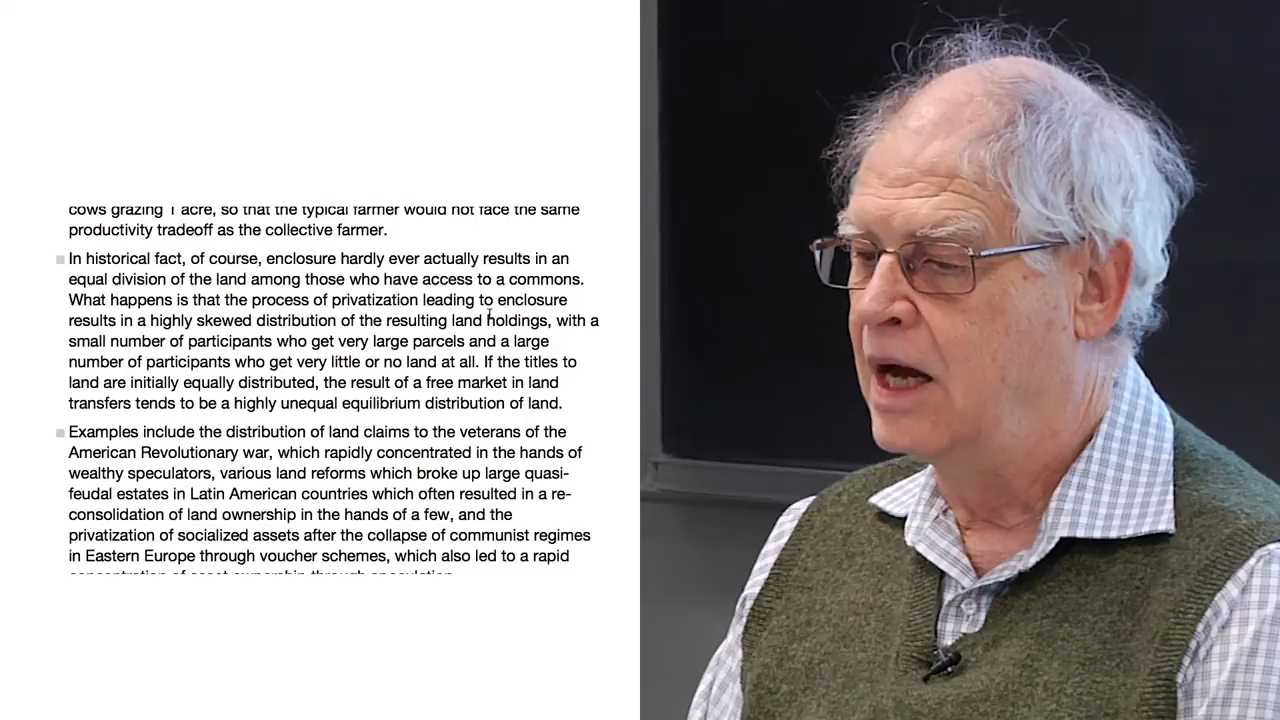 cows grazing 1 acre, so that the typical farmer would not face the same
productivity tradeoff as the collective farmer.
In historical fact, of course, enclosure hardly ever actually results in an
equal division of the land among those who have access to a commons.
What happens is that the process of privatization leading to enclosure
results in a highly skewed distribution of the resulting land holdings, with a
small number of participants who get very large parcels and a large
number of participants who get very little or no land at all. If the titles to
land are initially equally distributed, the result of a free market in land
transfers tends to be a highly unequal equilibrium distribution of land.
Examples include the distribution of land claims to the veterans of the
American Revolutionary war, which rapidly concentrated in the hands of
wealthy speculators, various land reforms which broke up large quasi-
feudal estates in Latin American countries which often resulted in a re-
consolidation of land ownership in the hands of a few, and the
privatization of socialized assets after the collapse of communist regimes
in Eastern Europe through voucher schemes, which also led to a rapid
concentration of asset ownership through speculation.